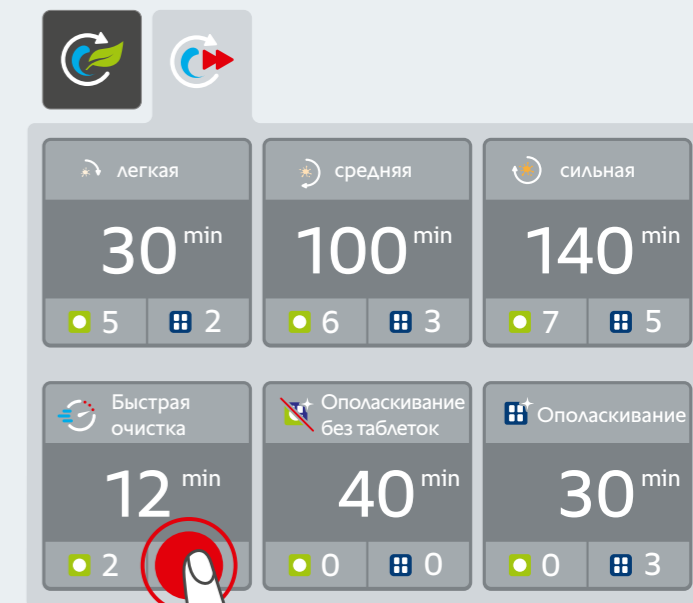 легкая
средняя
сильная
30 min
100 min
140 min
5
2
6
3
7
5
Быстрая
очистка
Ополаскивание
без таблеток
Ополаскивание
12 min
40 min
30 min
2
0
0
0
3